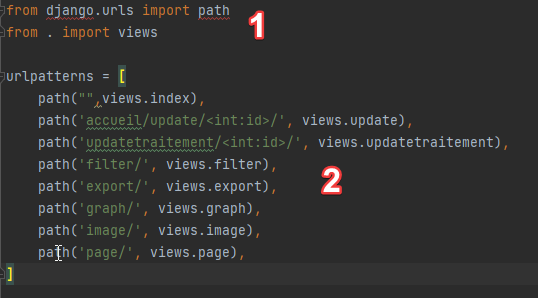 from django.urls import path
1
from . import views
urlpatterns = [
path("",views.index),
path('accueil/update/<int:id>/', views.update),
path('updatetraitement/<int:id>/', views.updatetraitement),
path('filter/', views.filter),
path('export/', views.export),
2
path('graph/', views.graph),
path('image/', views.image),
path('page/', views.page),
]